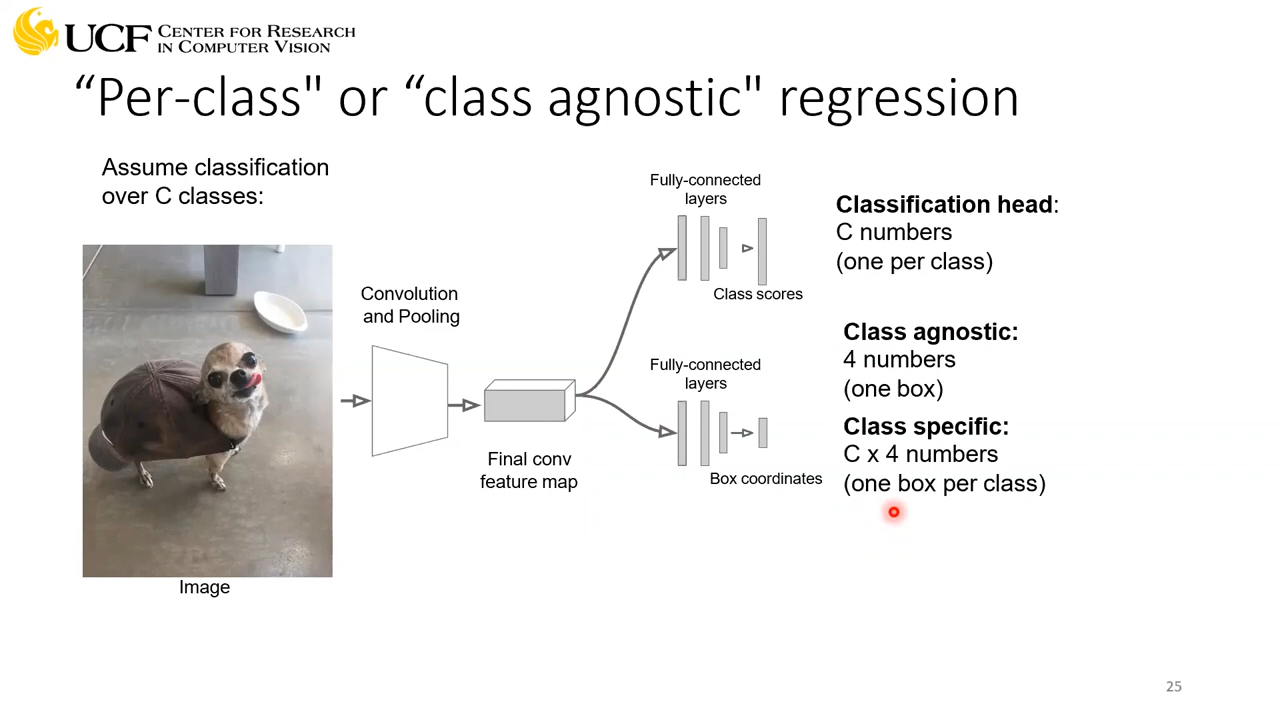 UCF CENTER FOR RESEARCH
IN COMPUTER VISION
“Per-class" or “class agnostic" regression
Assume classification
over C classes:
Fully-connected
layers
Classification head:
C numbers
(one per class)
Class scores
Convolution
and Pooling
Class agnostic:
4 numbers
(one box)
Fully-connected
layers
Class specific:
C x 4 numbers
(one box per class)
Box coordinates
Final conv
feature map
Image
25